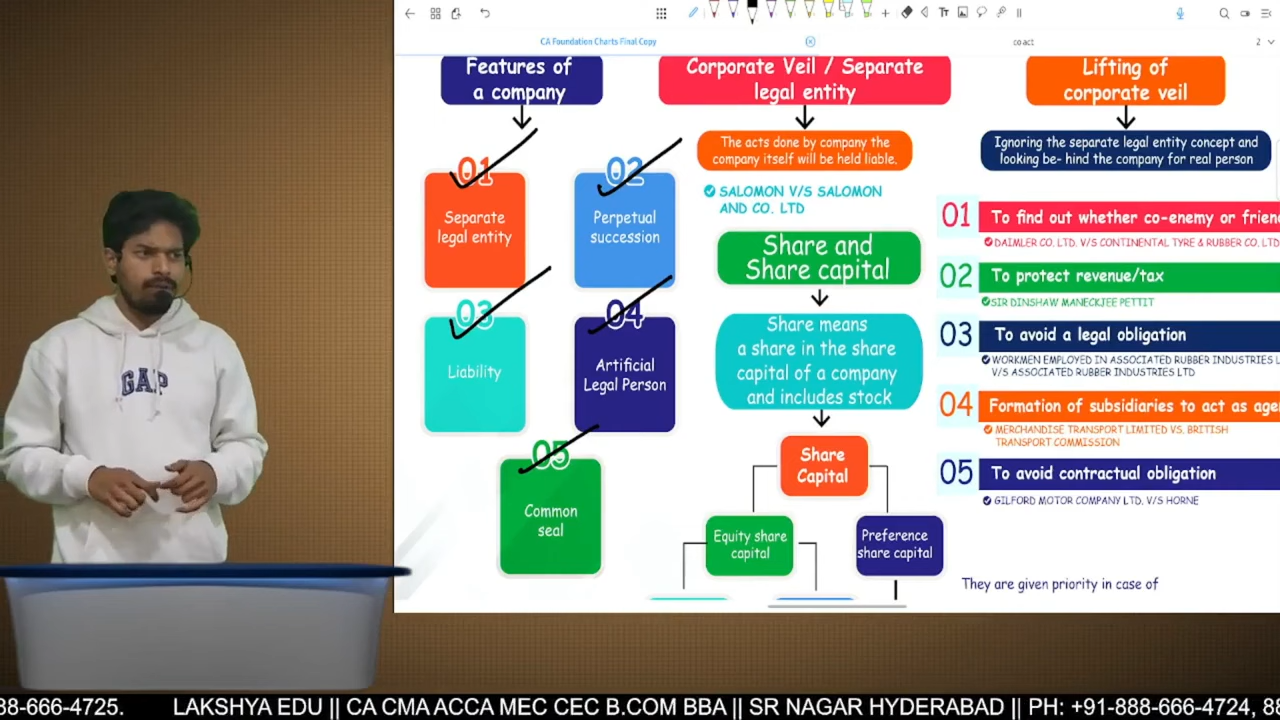 CA Foundation Charts Final Copy
co act
2
Features of
a company
01
Separate
legal entity
02
Perpetual
succession
03
Liability
04
Artificial
Legal Person
05
Common
seal
Corporate Veil / Separate
legal entity
The acts done by company the
company itself will be held liable.
SALOMON V/S SALOMON
AND CO. LTD
Share and
Share capital
Share means
a share in the share
capital of a company
and includes stock
Share
Capital
Equity share
capital
Preference
share capital
Lifting of
corporate veil
Ignoring the separate legal entity concept and
looking be- hind the company for real person
01 To find out whether co-enemy or frien
DAIMLER CO. LTD. V/S CONTINENTAL TYRE & RUBBER CO. LTD
02 To protect revenue/tax
SIR DINSHAW MANECKJEE PETTIT
03 To avoid a legal obligation
WORKMEN EMPLOYED IN ASSOCIATED RUBBER INDUSTRIES L
V/S ASSOCIATED RUBBER INDUSTRIES LTD
04 Formation of subsidiaries to act as age
MERCHANDISE TRANSPORT LIMITED VS. BRITISH
TRANSPORT COMMISSION
05 To avoid contractual obligation
GILFORD MOTOR COMPANY LTD. V/S HORNE
They are given priority in case of
GAP
88-666-4725. LAKSHYA EDU || CA CMA ACCA MEC CEC B.COM BBA || SR NAGAR HYDERABAD || PH: +91-888-666-4724, 88